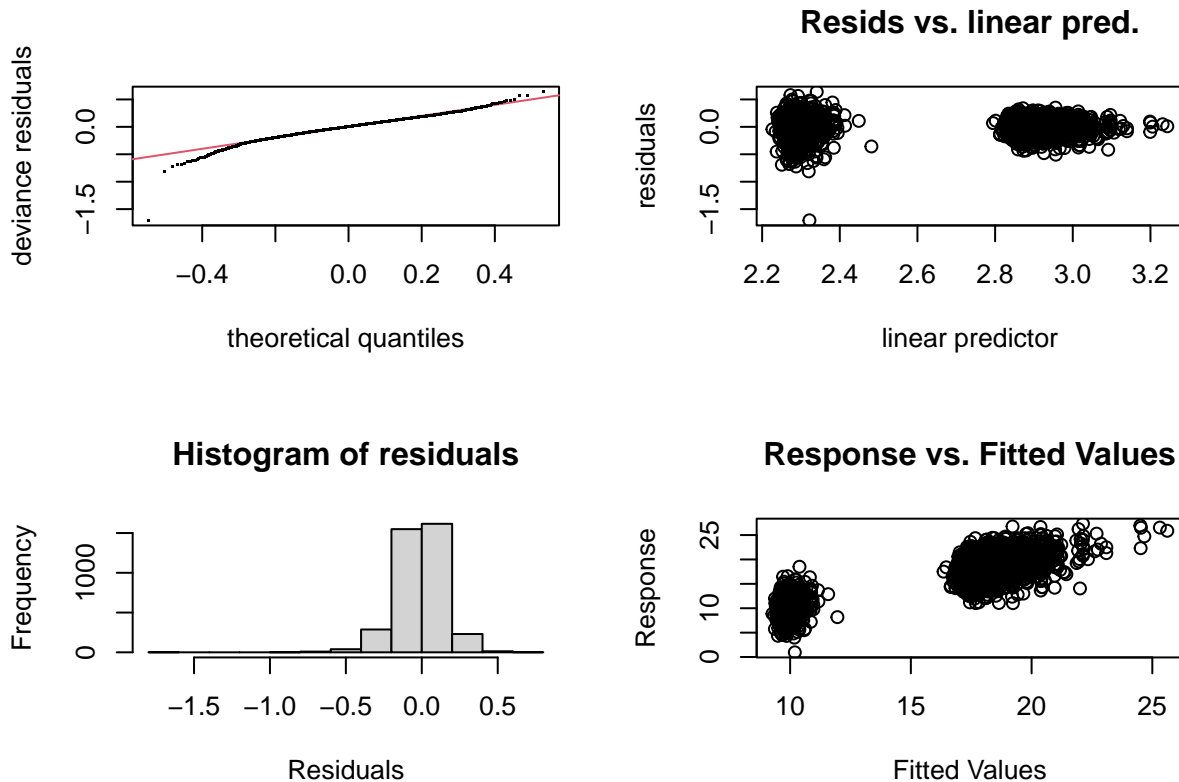 deviance residuals
0.0
−1.5
−0.4 0.0 0.2 0.4
theoretical quantiles
Resids vs. linear pred.
residuals
0.0
−1.5
2.2 2.4 2.6 2.8 3.0 3.2
linear predictor
Histogram of residuals
Frequency
1000
0
−1.5 −1.0 −0.5 0.0 0.5
Residuals
Response vs. Fitted Values
Response
25
10
0
10 15 20 25
Fitted Values